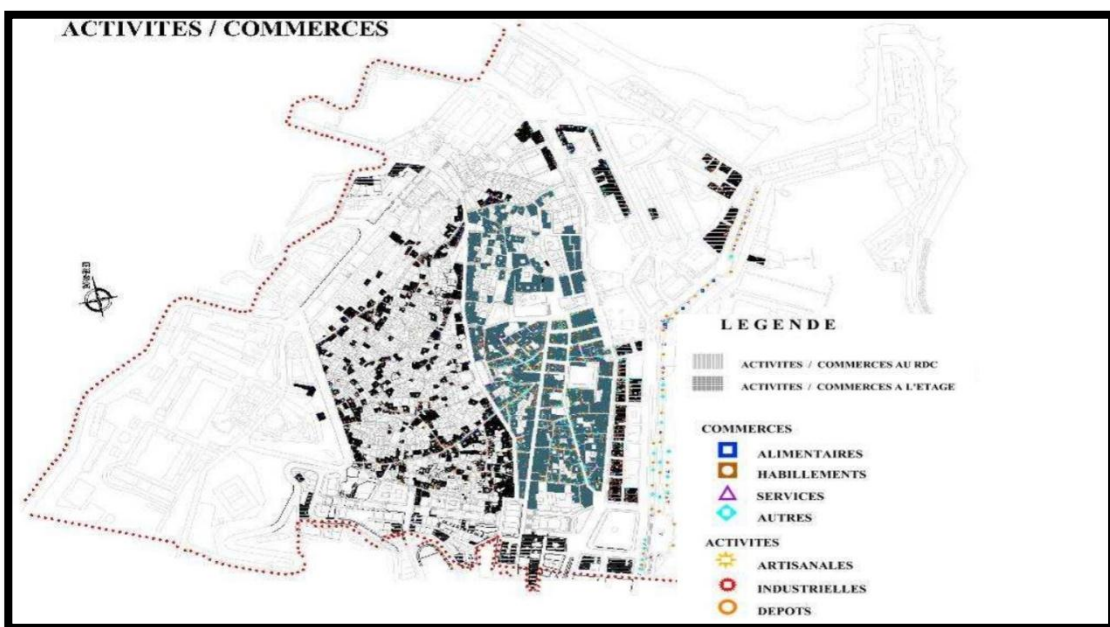 ACTIVITES / COMMERCES
LEGENDE
ACTIVITES / COMMERCES AU RDC
ACTIVITES / COMMERCES A L'ETAGE
COMMERCES
ALIMENTAIRES
HABILLEMENTS
SERVICES
AUTRES
ACTIVITES
ARTISANALES
INDUSTRIELLES
DEPOTS